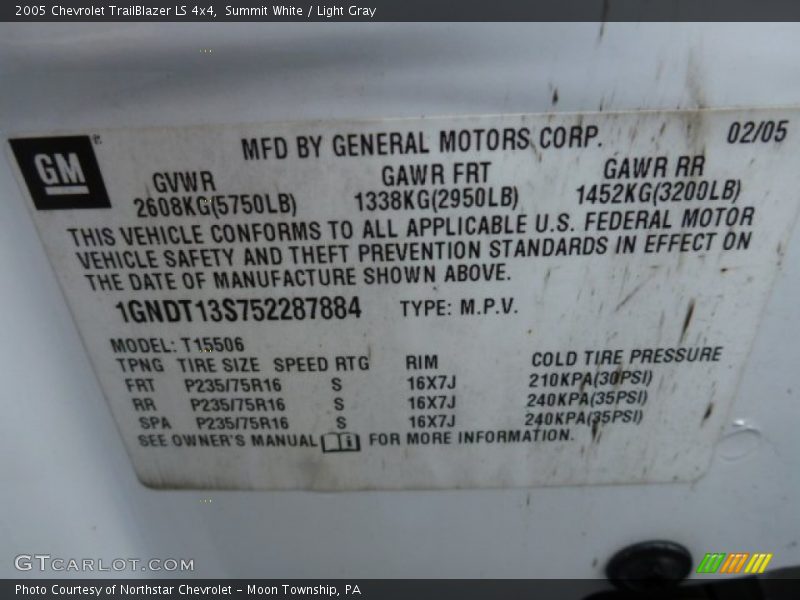 2005 Chevrolet TrailBlazer LS 4x4,  Summit White / Light Gray
MFD BY GENERAL MOTORS CORP. 02/05
GM
GVWR GAWR FRT GAWR RR
2608KG(5750LB) 1338KG(2950LB) 1452KG(3200LB)
THIS VEHICLE CONFORMS TO ALL APPLICABLE U.S. FEDERAL MOTOR
VEHICLE SAFETY AND THEFT PREVENTION STANDARDS IN EFFECT ON
THE DATE OF MANUFACTURE SHOWN ABOVE.
1GNDT13S752287884 TYPE: M.P.V.
MODEL: T15506
TPNG TIRE SIZE SPEED RTG RIM COLD TIRE PRESSURE
FRT P235/75R16 S 16X7J 210KPA(30PSI)
RR P235/75R16 S 16X7J 240KPA(35PSI)
SPA P235/75R16 S 16X7J 240KPA(35PSI)
SEE OWNER'S MANUAL FOR MORE INFORMATION.
GTCARLOT.COM
Photo Courtesy of Northstar Chevrolet - Moon Township, PA